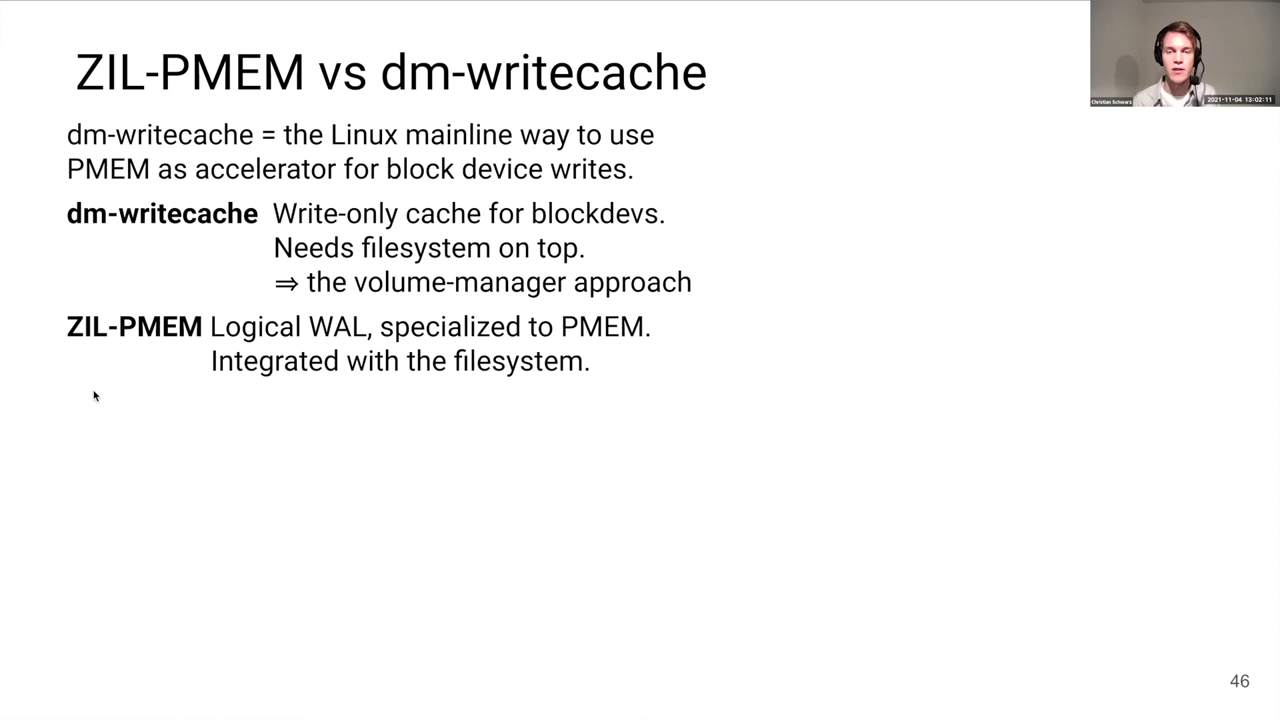 ZIL-PMEM vs dm-writecache
dm-writecache = the Linux mainline way to use
PMEM as accelerator for block device writes.
dm-writecache Write-only cache for blockdevs.
Needs filesystem on top.
⇒ the volume-manager approach
ZIL-PMEM Logical WAL, specialized to PMEM.
Integrated with the filesystem.
Christian Schwarz
2021-11-04 13:02:11
46